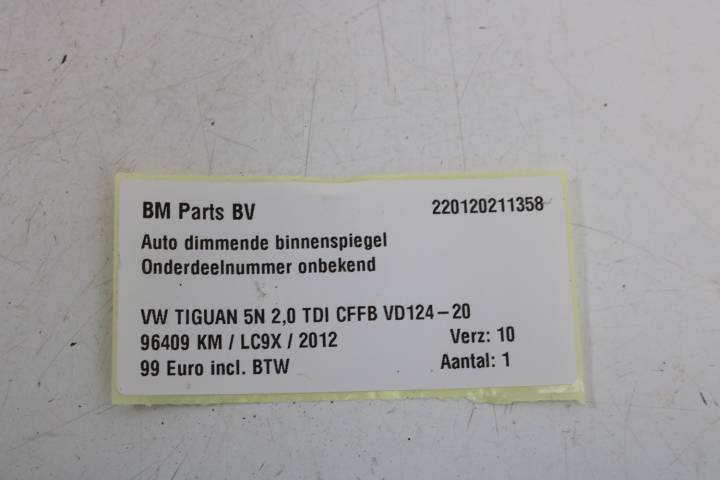 BM Parts BV 220120211358
Auto dimmende binnenspiegel
Onderdeelnummer onbekend
VW TIGUAN 5N 2,0 TDI CFFB VD124-20
96409 KM / LC9X / 2012 Verz: 10
99 Euro incl. BTW Aantal: 1